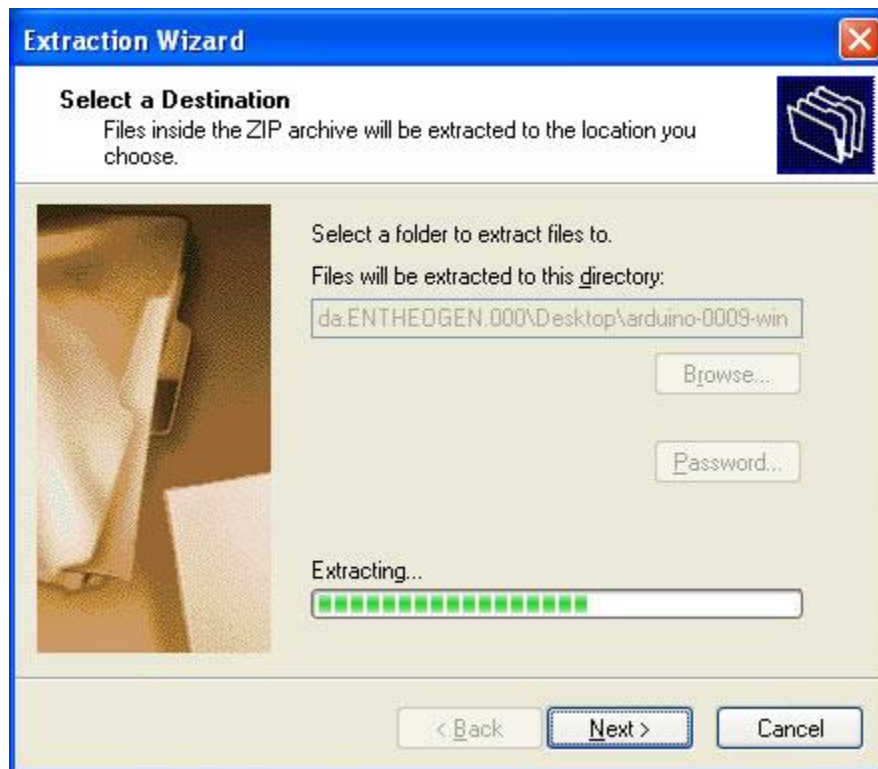 Extraction Wizard
Select a Destination
Files inside the ZIP archive will be extracted to the location you
choose.
Select a folder to extract files to.
Files will be extracted to this directory:
da.ENTHEOGEN.000\Desktop\arduino-0009-win
Browse...
Password...
Extracting...
< Back
Next >
Cancel